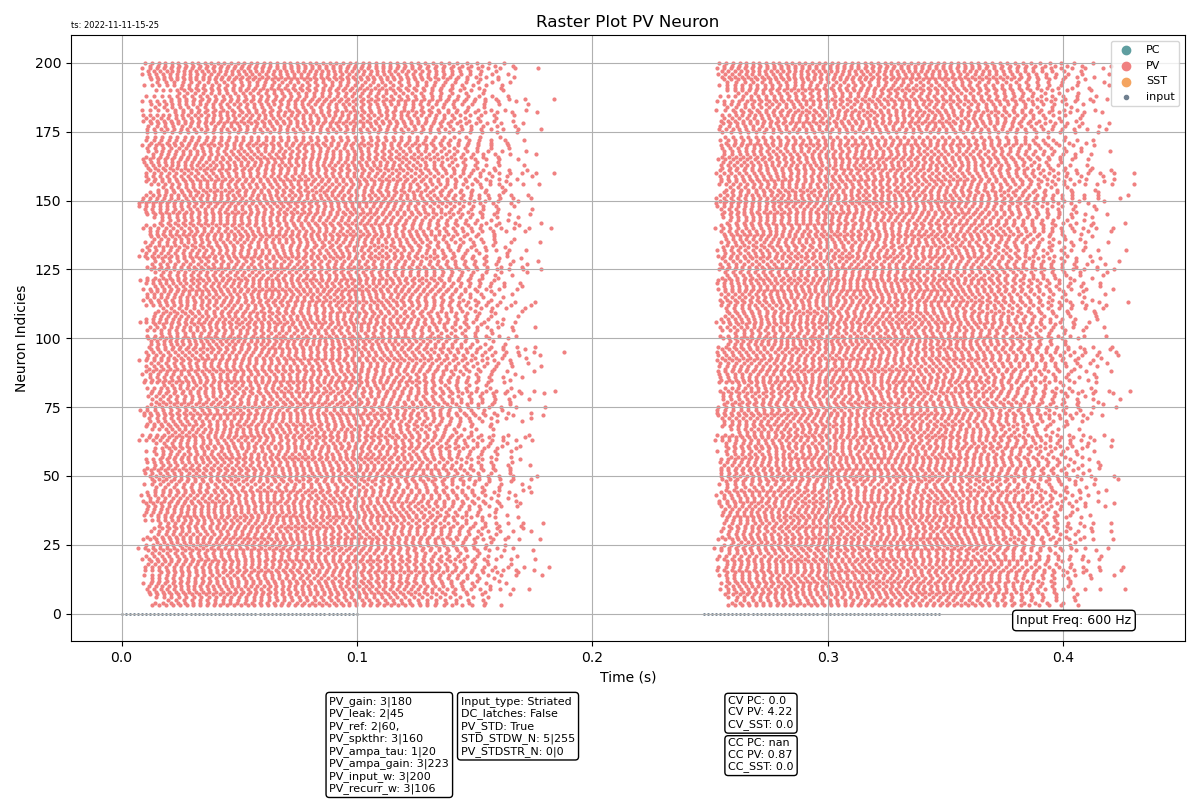 ts: 2022-11-11-15-25
Raster Plot PV Neuron
PC
PV
SST
input
200
175
150
125
100
75
50
25
0
Neuron Indicies
Input Freq: 600 Hz
0.0
0.1
0.2
0.3
0.4
Time (s)
PV_gain: 3|180
PV_leak: 2|45
PV_ref: 2|60,
PV_spkthr: 3|160
PV_ampa_tau: 1|20
PV_ampa_gain: 3|223
PV_input_w: 3|200
PV_recurr_w: 3|106
Input_type: Striated
DC_latches: False
PV_STD: True
STD_STDW_N: 5|255
PV_STDSTR_N: 0|0
CV PC: 0.0
CV PV: 4.22
CV_SST: 0.0
CC PC: nan
CC PV: 0.87
CC_SST: 0.0